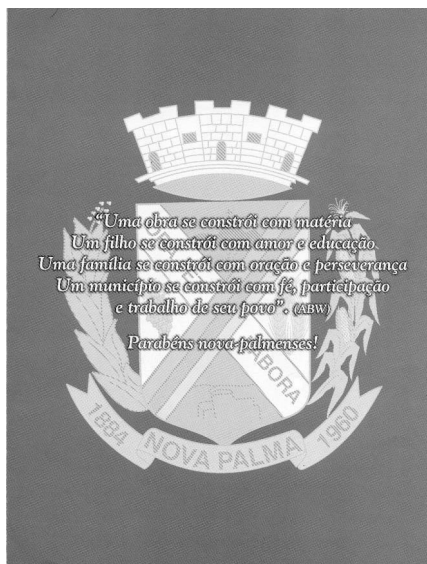 “Uma obra se constrói com matéria
Um filho se constrói com amor e educação
Uma família se constrói com oração e perseverança
Um município se constrói com fé, participação
e trabalho de seu povo”. (ABW)
Parabéns nova-palmenses!
LABORA
1884 NOVA PALMA 1960